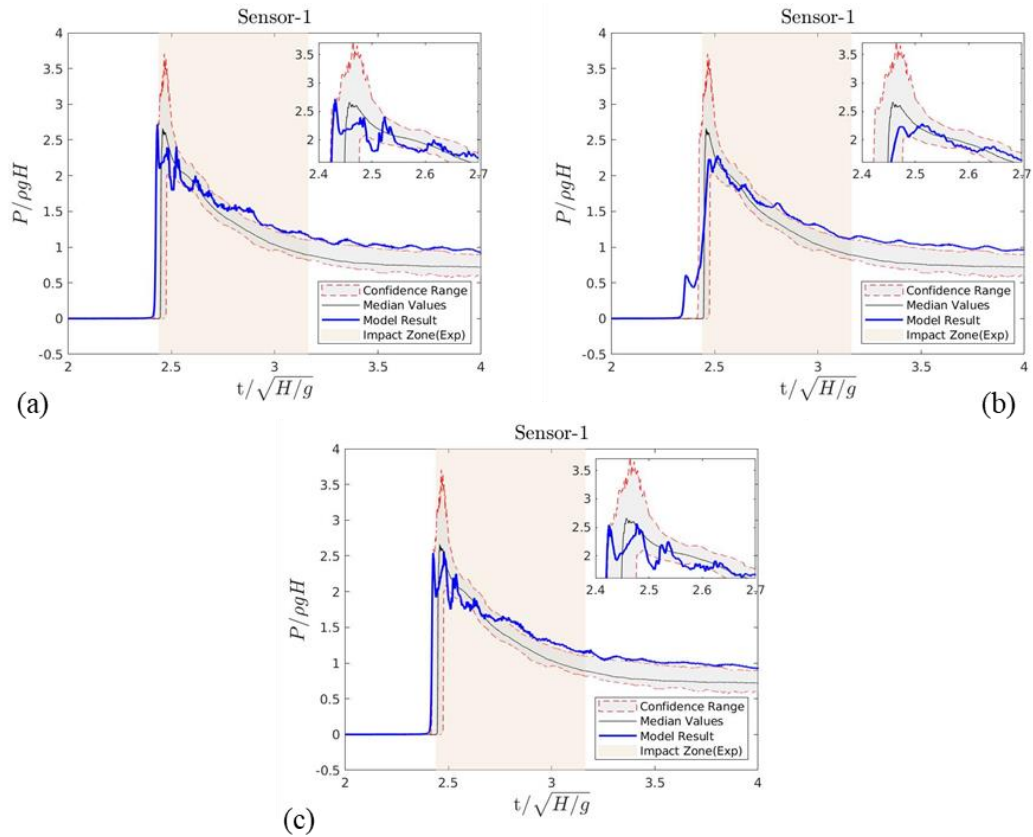 Sensor-1
P/ρgH
4
3.5
3
2.5
2
1.5
1
0.5
0
-0.5
3.5
3
2.5
2
2.4 2.5 2.6 2.7
Confidence Range
Median Values
Model Result
Impact Zone(Exp)
2 2.5 3 3.5 4
t/√H/g
(a)
Sensor-1
P/ρgH
4
3.5
3
2.5
2
1.5
1
0.5
0
-0.5
3.5
3
2.5
2
2.4 2.5 2.6 2.7
Confidence Range
Median Values
Model Result
Impact Zone(Exp)
2 2.5 3 3.5 4
t/√H/g
(b)
Sensor-1
P/ρgH
4
3.5
3
2.5
2
1.5
1
0.5
0
-0.5
3.5
3
2.5
2
2.4 2.5 2.6 2.7
Confidence Range
Median Values
Model Result
Impact Zone(Exp)
2 2.5 3 3.5 4
t/√H/g
(c)